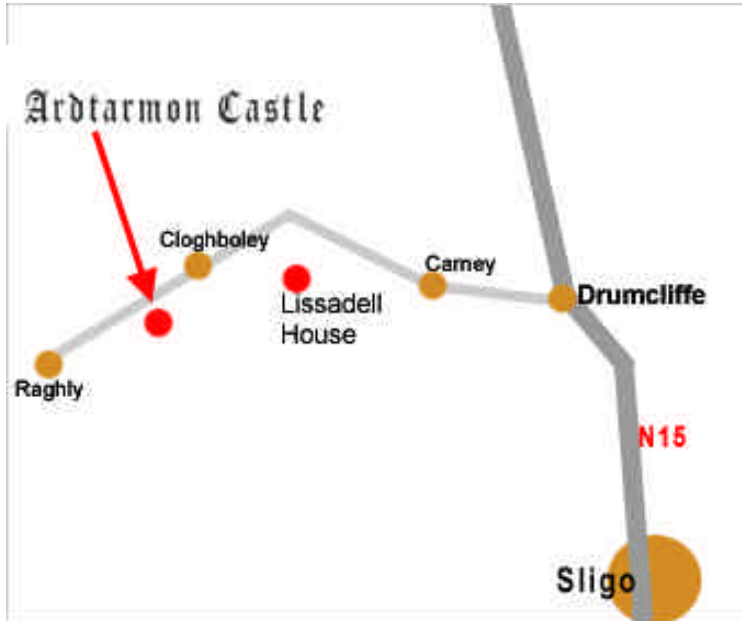 Ardtarmon Castle
Cloghboley
Carney
Lissadell
House
Drumcliffe
Raghly
N15
Sligo